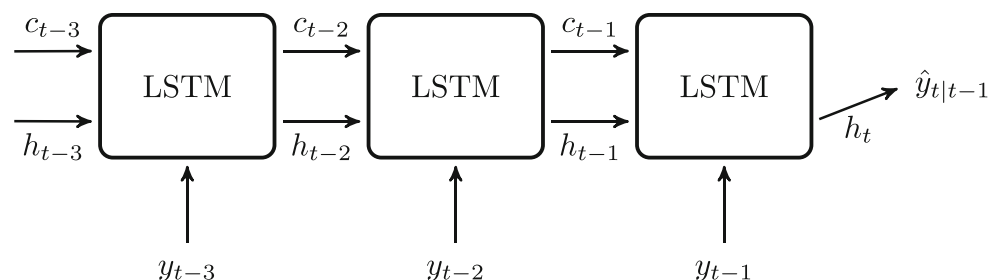 c_{t-3} c_{t-2} c_{t-1}
LSTM LSTM LSTM ŷ_{t|t-1}
h_{t-3} h_{t-2} h_{t-1} h_t
y_{t-3} y_{t-2} y_{t-1}